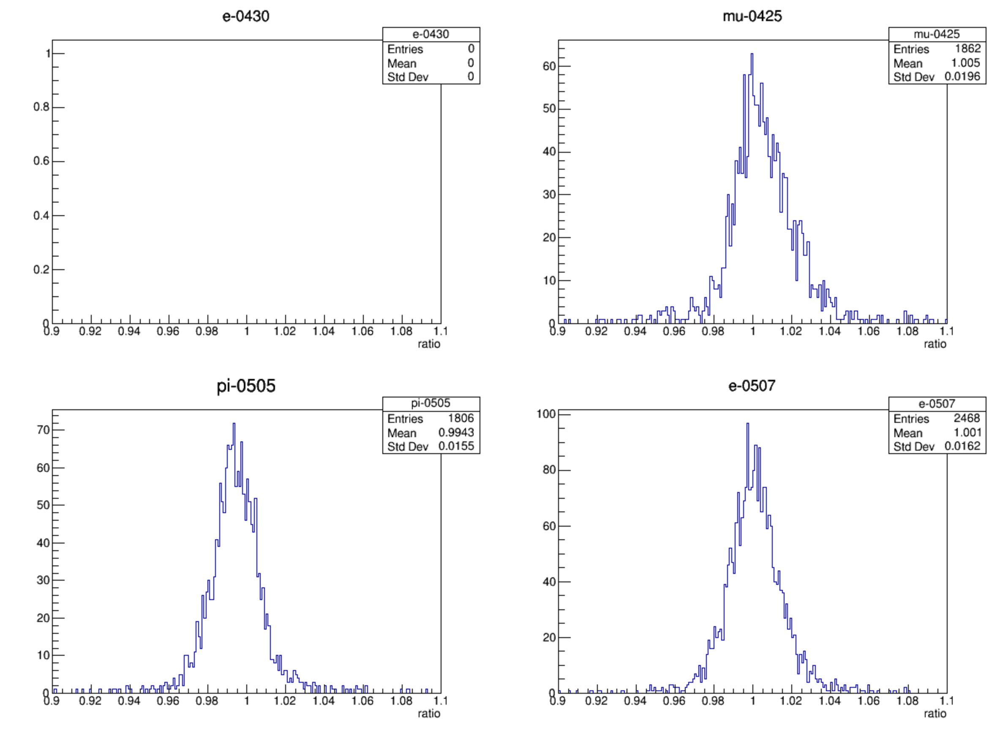 e-0430
e-0430
Entries 0
Mean 0
Std Dev 0
1
0.8
0.6
0.4
0.2
0
0.9 0.92 0.94 0.96 0.98 1 1.02 1.04 1.06 1.08 1.1
ratio
mu-0425
mu-0425
Entries 1862
Mean 1.005
Std Dev 0.0196
60
50
40
30
20
10
0
0.9 0.92 0.94 0.96 0.98 1 1.02 1.04 1.06 1.08 1.1
ratio
pi-0505
pi-0505
Entries 1806
Mean 0.9943
Std Dev 0.0155
70
60
50
40
30
20
10
0
0.9 0.92 0.94 0.96 0.98 1 1.02 1.04 1.06 1.08 1.1
ratio
e-0507
e-0507
Entries 2468
Mean 1.001
Std Dev 0.0162
100
80
60
40
20
0
0.9 0.92 0.94 0.96 0.98 1 1.02 1.04 1.06 1.08 1.1
ratio